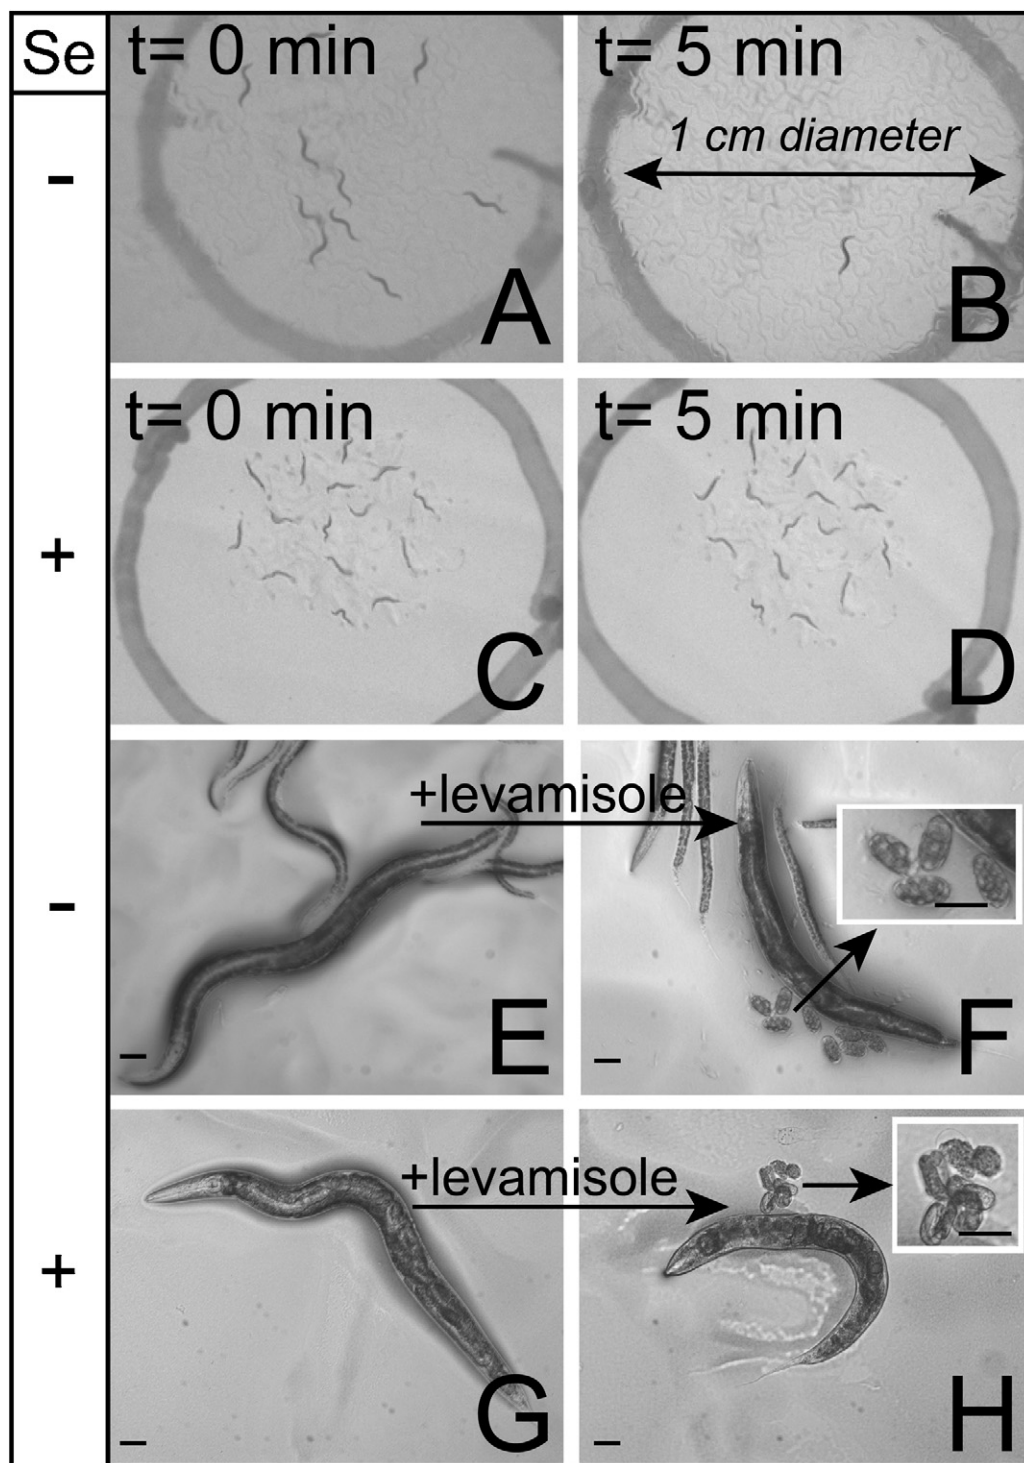 Se
t= 0 min
t= 5 min
1 cm diameter
-
A
B
t= 0 min
t= 5 min
+
C
D
+levamisole
-
E
F
+levamisole
+
G
H